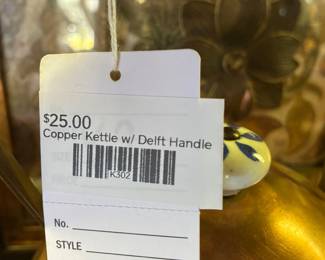 $25.00
Copper Kettle w/ Delft Handle
K302
No.
STYLE